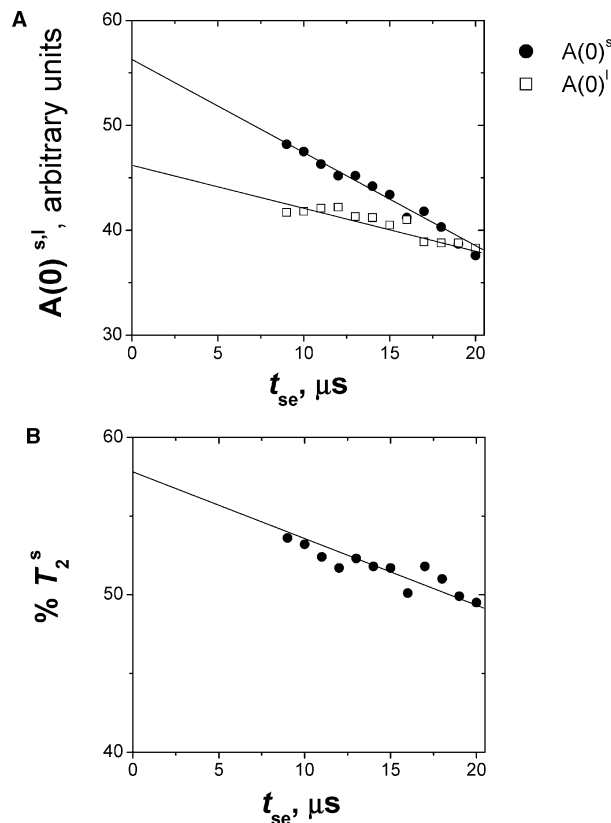 A
A(0)^s,l, arbitrary units
60
50
40
30
0 5 10 15 20
t_se, μs
A(0)^s
A(0)^l
B
% T_2^s
60
50
40
0 5 10 15 20
t_se, μs